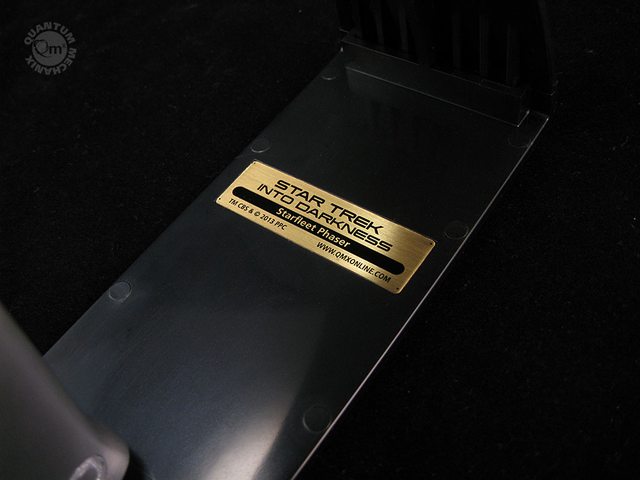 QUANTUM MECHANIX
Qm
STAR TREK
INTO DARKNESS
Starfleet Phaser
TM CBS & © 2013 PPC
WWW.QMXONLINE.COM